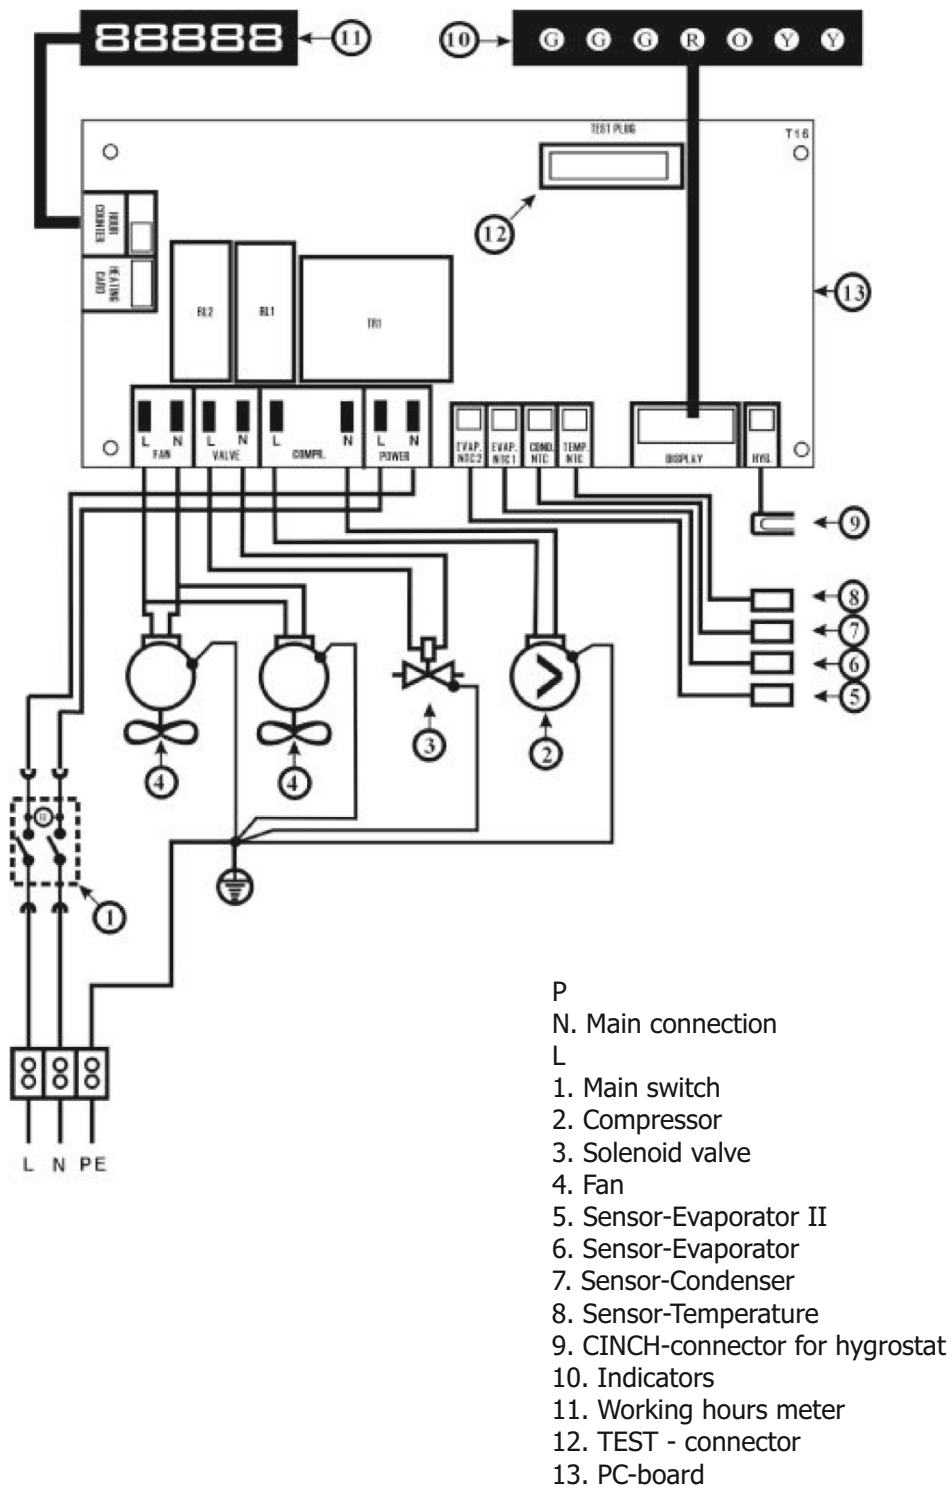 88888
11
10
G G G R O Y Y
TEST PLUG
T16
12
HOUR
COUNTER
HEATING
CARD
RL2
RL1
TR1
13
L N L N L N L N
FAN VALVE COMPR. POWER
EVAP.
NTC2
EVAP.
NTC1
COND.
NTC
TEMP.
NTC
DISPLAY
HYG.
9
8
7
6
5
4
4
3
2
1
L N PE
P
N. Main connection
L
1. Main switch
2. Compressor
3. Solenoid valve
4. Fan
5. Sensor-Evaporator II
6. Sensor-Evaporator
7. Sensor-Condenser
8. Sensor-Temperature
9. CINCH-connector for hygrostat
10. Indicators
11. Working hours meter
12. TEST - connector
13. PC-board